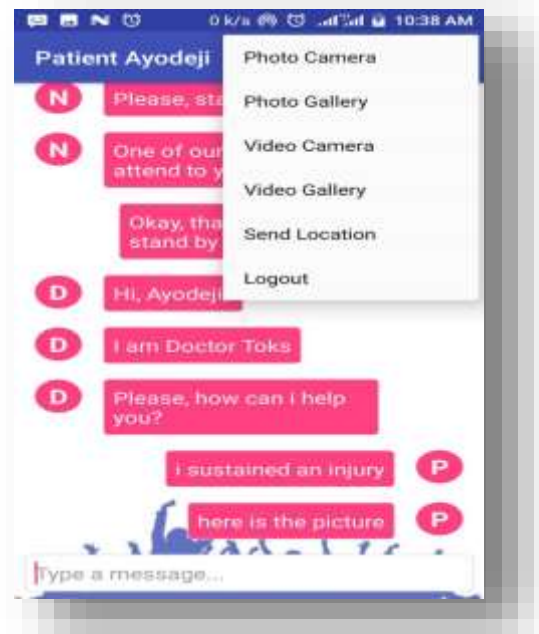 0 k/s 10:38 AM
Patient Ayodeji
Photo Camera
Photo Gallery
Video Camera
Video Gallery
Send Location
Logout
N Please,
N One of our
attend to
Okay,
stand by
D Hi, Ayodeji
D I am Doctor Toks
D Please, how can i help
you?
i sustained an injury P
here is the picture P
Type a message...